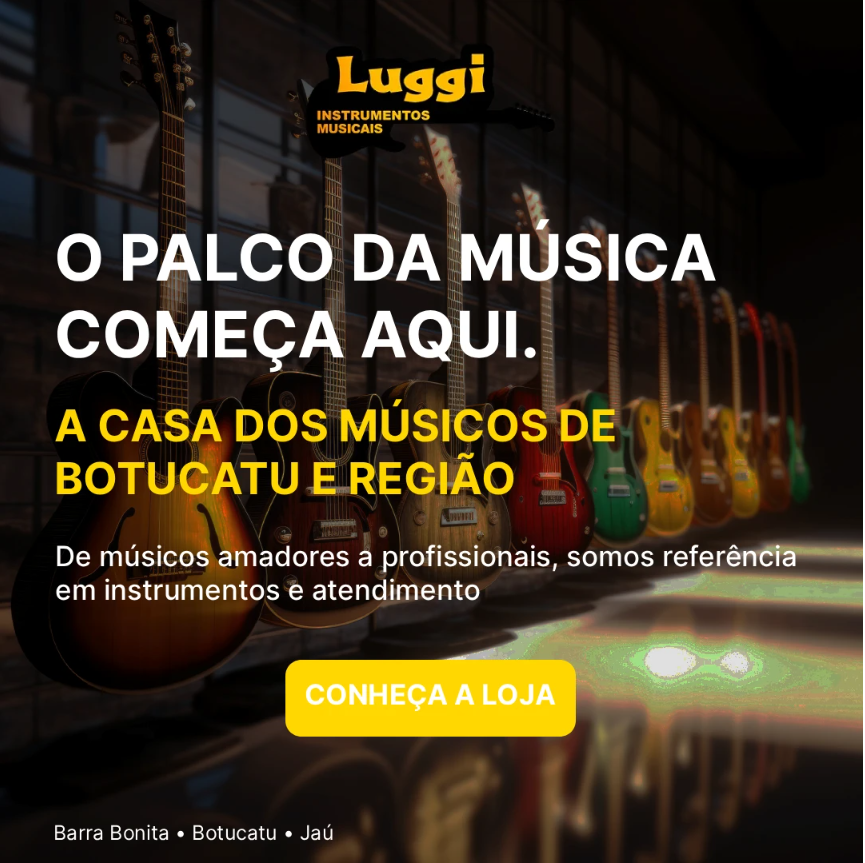 Luggi
INSTRUMENTOS
MUSICAIS
O PALCO DA MÚSICA
COMEÇA AQUI.
A CASA DOS MÚSICOS DE
BOTUCATU E REGIÃO
De músicos amadores a profissionais, somos referência
em instrumentos e atendimento
CONHEÇA A LOJA
Barra Bonita • Botucatu • Jaú